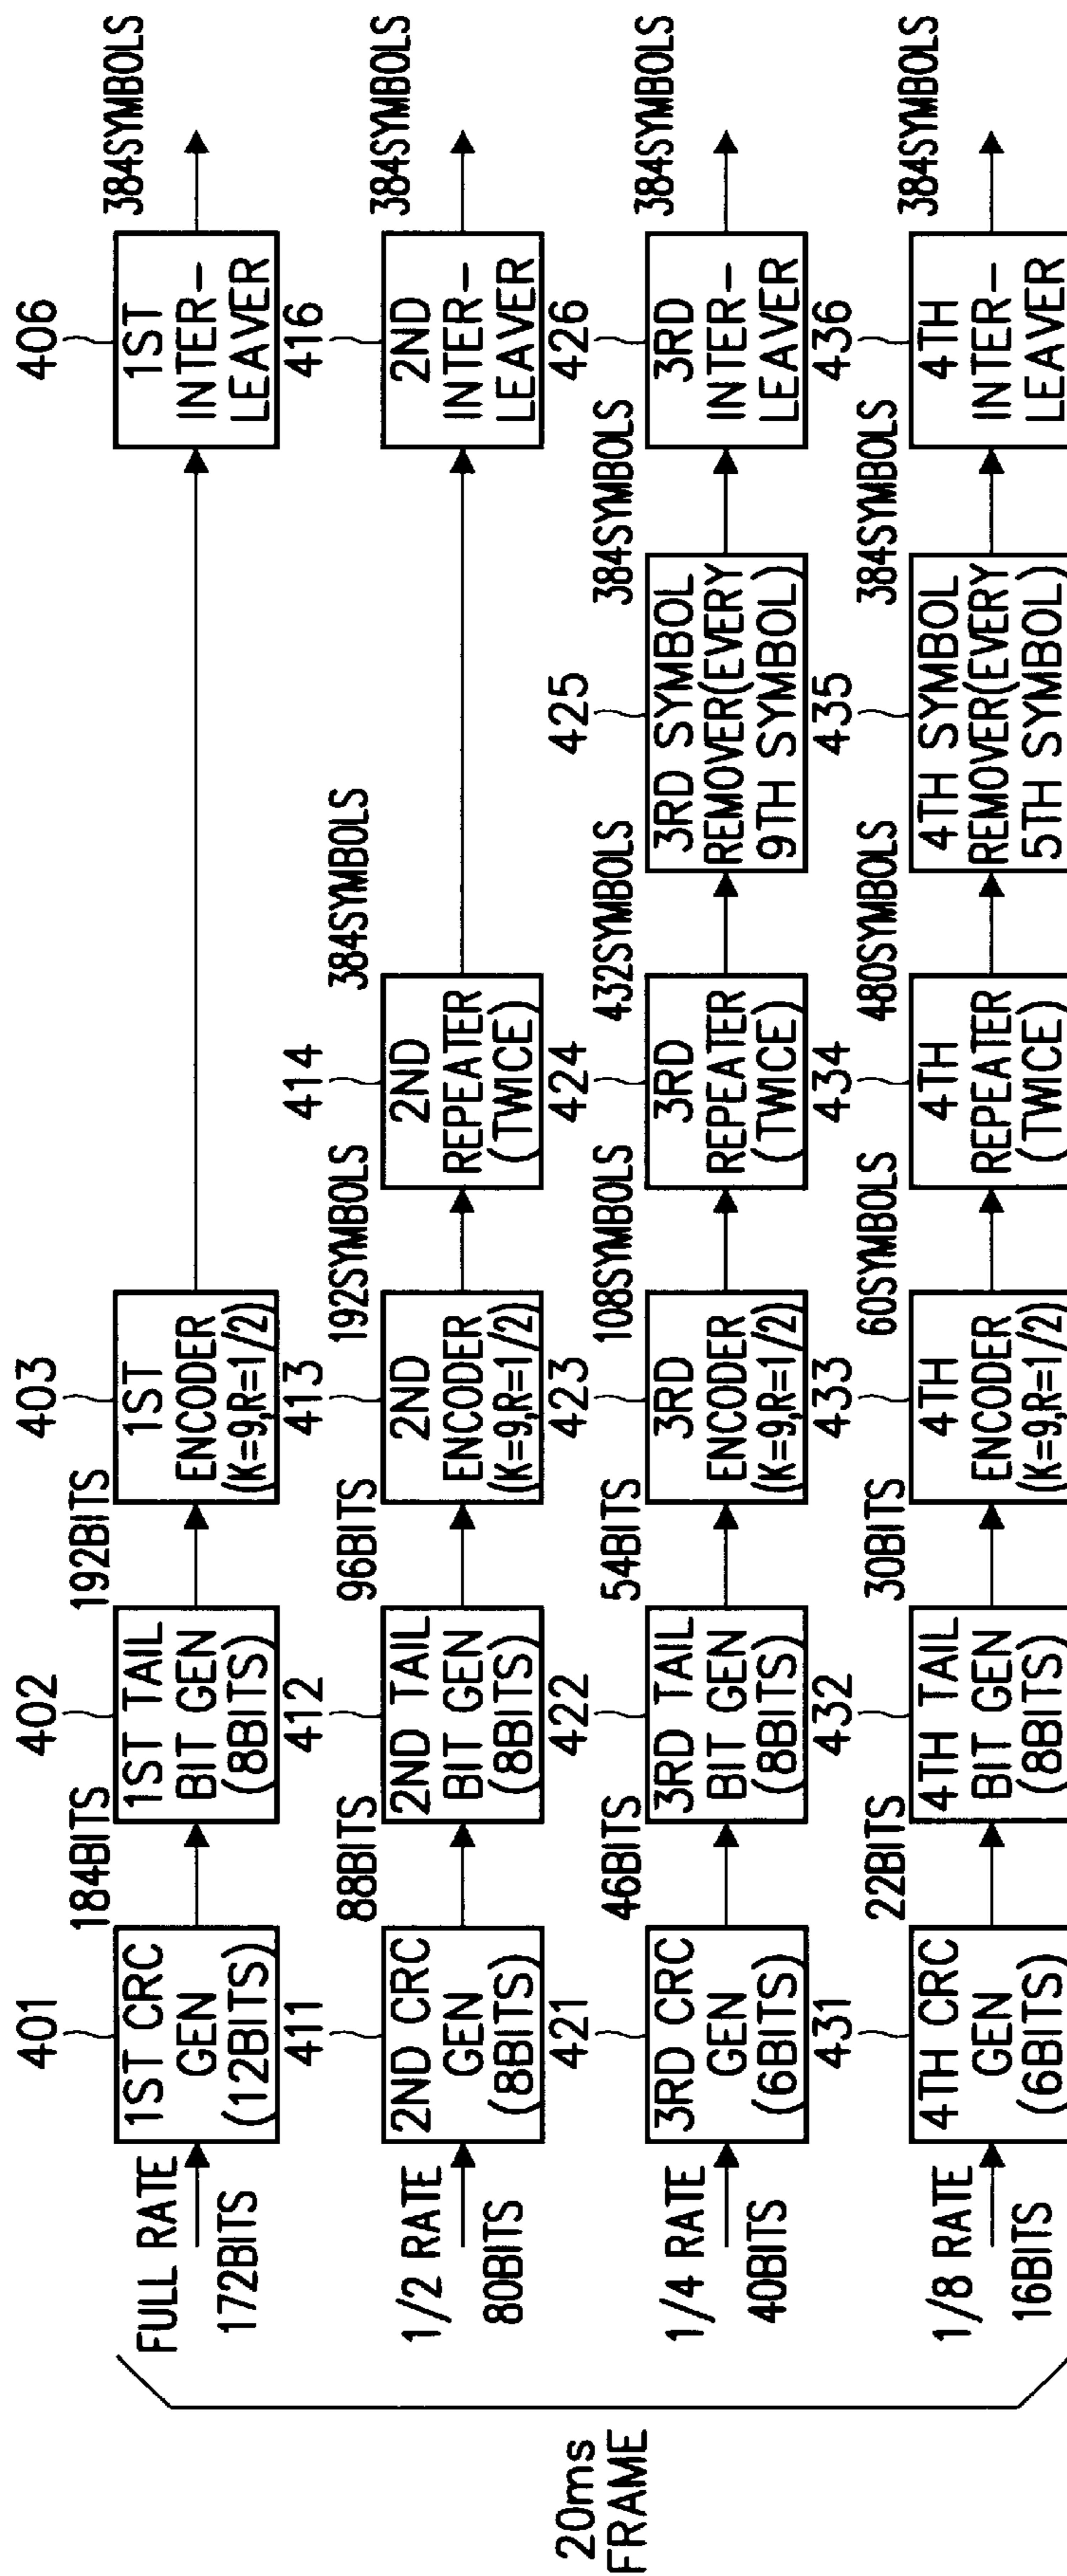 20ms
FRAME
FULL RATE
172BITS
401
1ST CRC
GEN
(12BITS)
184BITS
402
1ST TAIL
BIT GEN
(8BITS)
192BITS
403
1ST
ENCODER
(K=9,R=1/2)
406
1ST
INTER-
LEAVER
384SYMBOLS
1/2 RATE
80BITS
411
2ND CRC
GEN
(8BITS)
88BITS
412
2ND TAIL
BIT GEN
(8BITS)
96BITS
413
2ND
ENCODER
(K=9,R=1/2)
192SYMBOLS
414
2ND
REPEATER
(TWICE)
384SYMBOLS
416
2ND
INTER-
LEAVER
384SYMBOLS
1/4 RATE
40BITS
421
3RD CRC
GEN
(6BITS)
46BITS
422
3RD TAIL
BIT GEN
(8BITS)
54BITS
423
3RD
ENCODER
(K=9,R=1/2)
108SYMBOLS
424
3RD
REPEATER
(TWICE)
432SYMBOLS
425
3RD SYMBOL
REMOVER(EVERY
9TH SYMBOL)
384SYMBOLS
426
3RD
INTER-
LEAVER
384SYMBOLS
1/8 RATE
16BITS
431
4TH CRC
GEN
(6BITS)
22BITS
432
4TH TAIL
BIT GEN
(8BITS)
30BITS
433
4TH
ENCODER
(K=9,R=1/2)
60SYMBOLS
434
4TH
REPEATER
(TWICE)
480SYMBOLS
435
4TH SYMBOL
REMOVER(EVERY
5TH SYMBOL)
384SYMBOLS
436
4TH
INTER-
LEAVER
384SYMBOLS